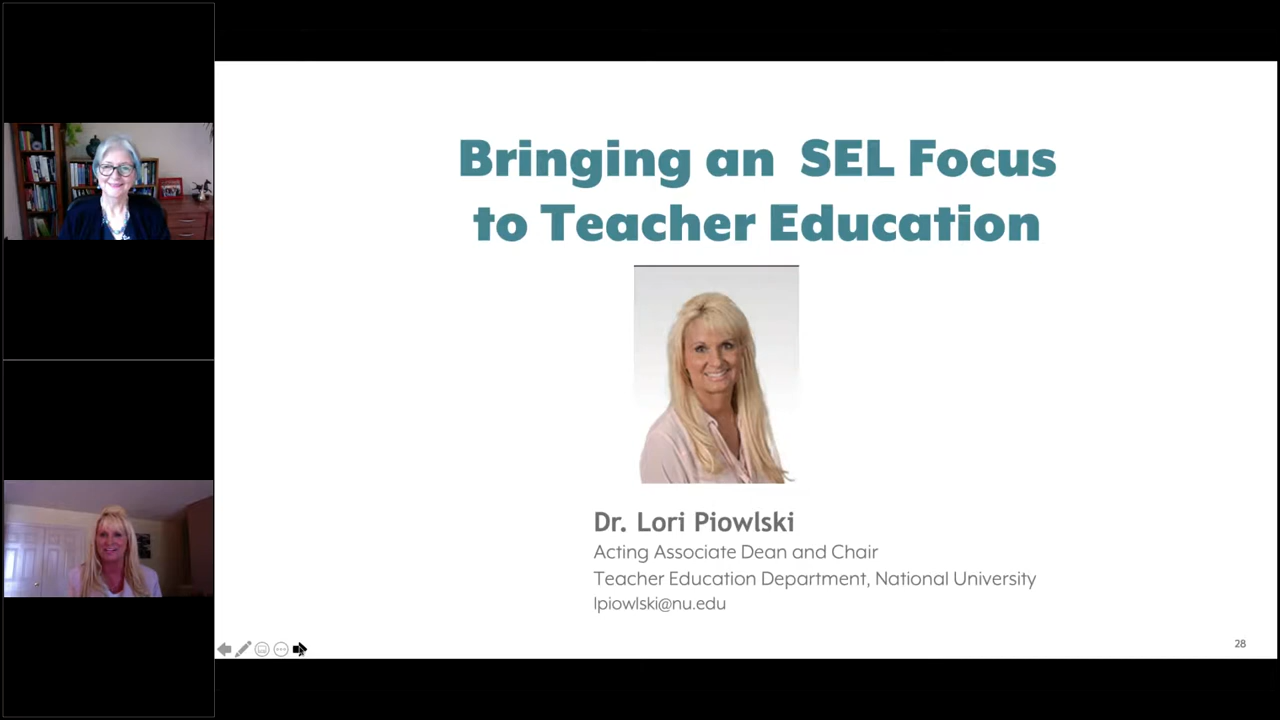 Bringing an SEL Focus
to Teacher Education
Dr. Lori Piowlski
Acting Associate Dean and Chair
Teacher Education Department, National University
lpiowlski@nu.edu
28